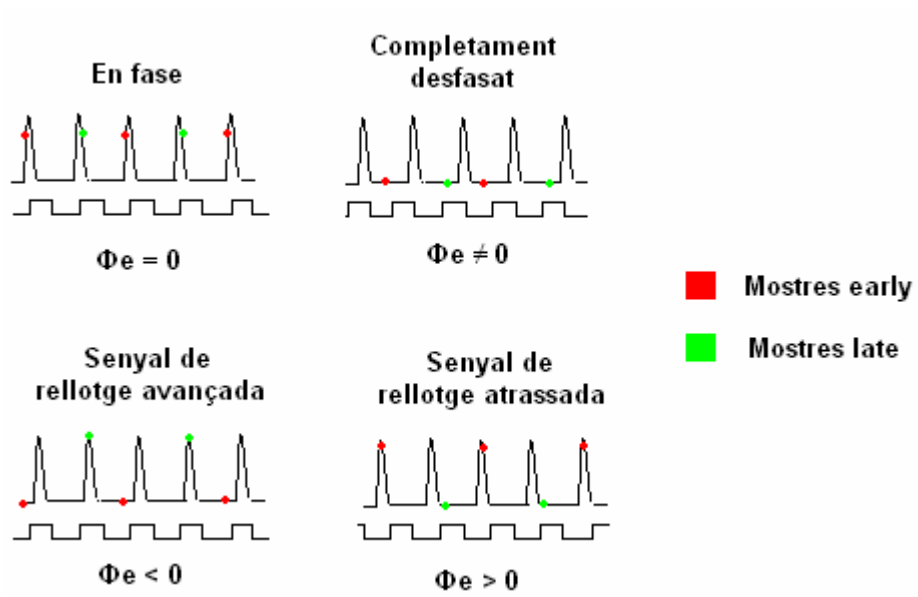 En fase
Φe = 0
Completament
desfasat
Φe ≠ 0
Mostres early
Mostres late
Senyal de
rellotge avançada
Φe < 0
Senyal de
rellotge atrassada
Φe > 0